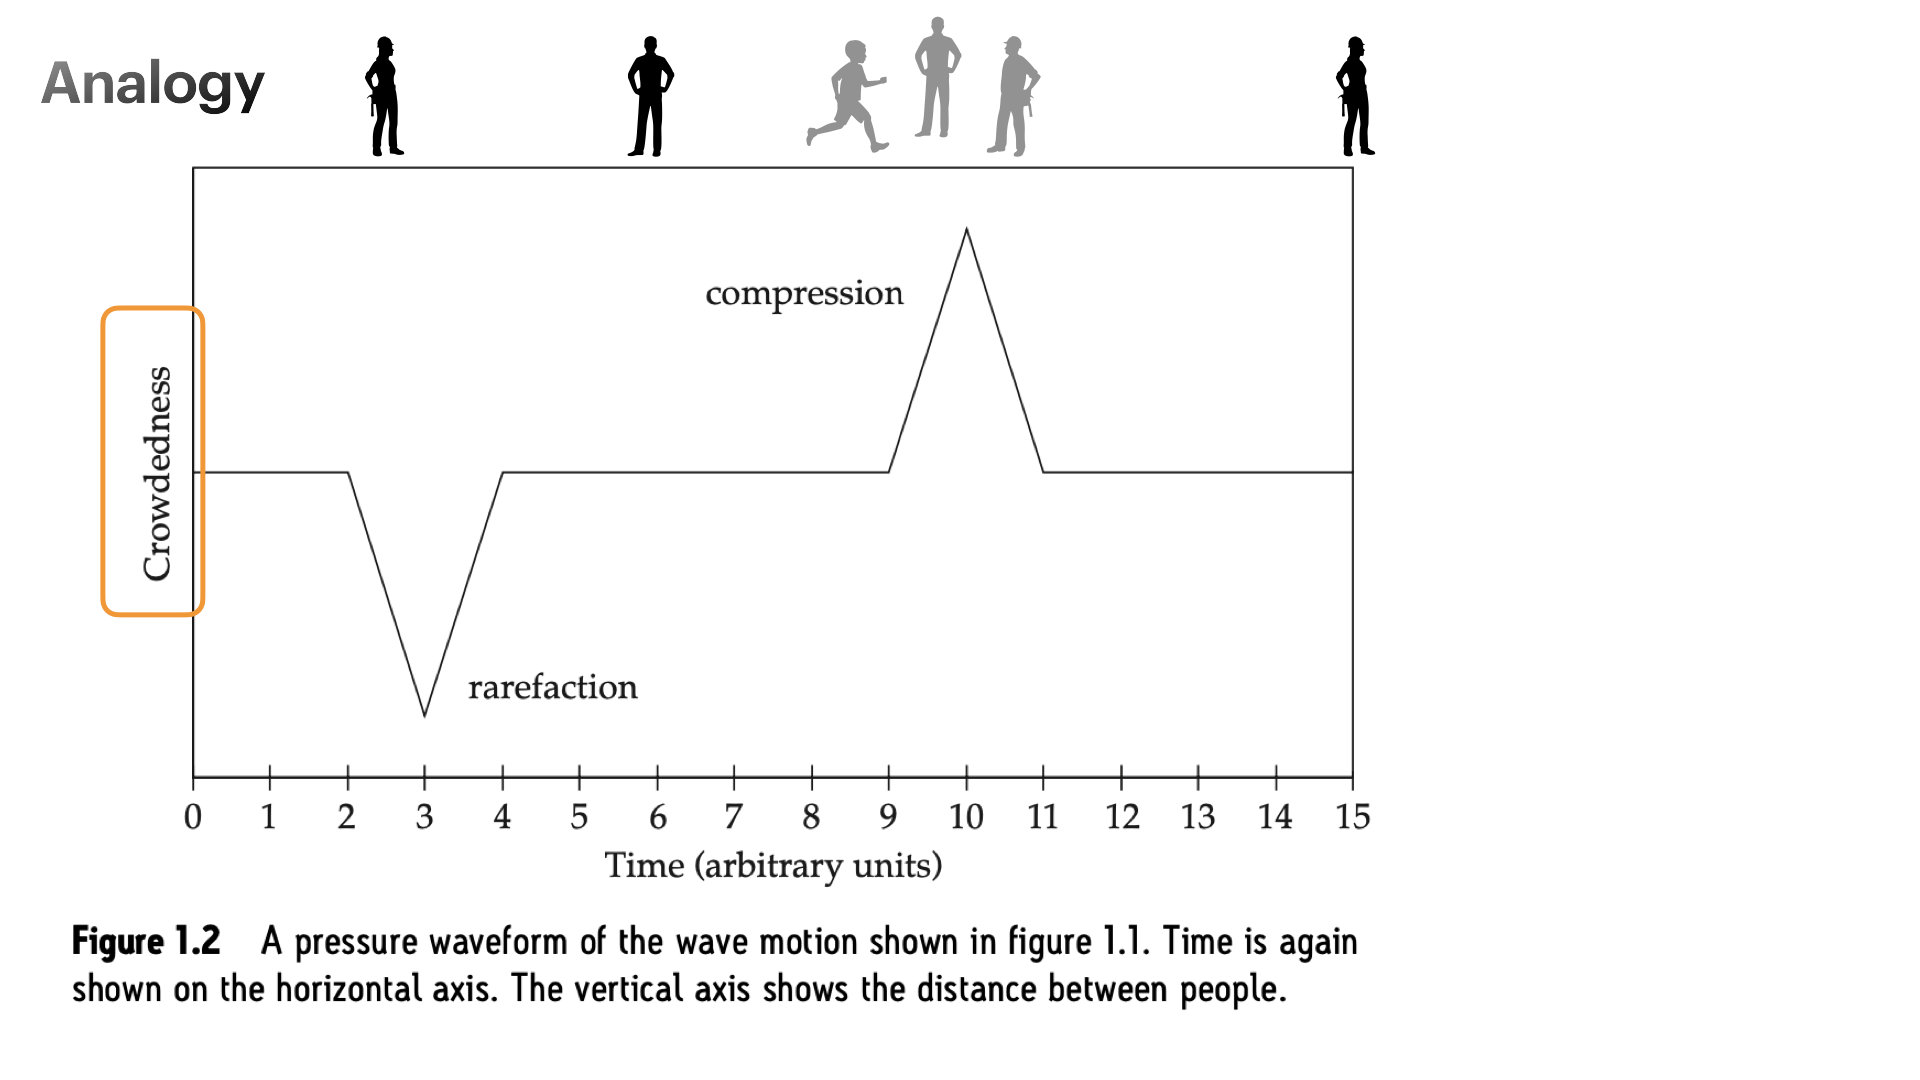 Analogy
compression
Crowdedness
rarefaction
0 1 2 3 4 5 6 7 8 9 10 11 12 13 14 15
Time (arbitrary units)
Figure 1.2 A pressure waveform of the wave motion shown in figure 1.1. Time is again
shown on the horizontal axis. The vertical axis shows the distance between people.